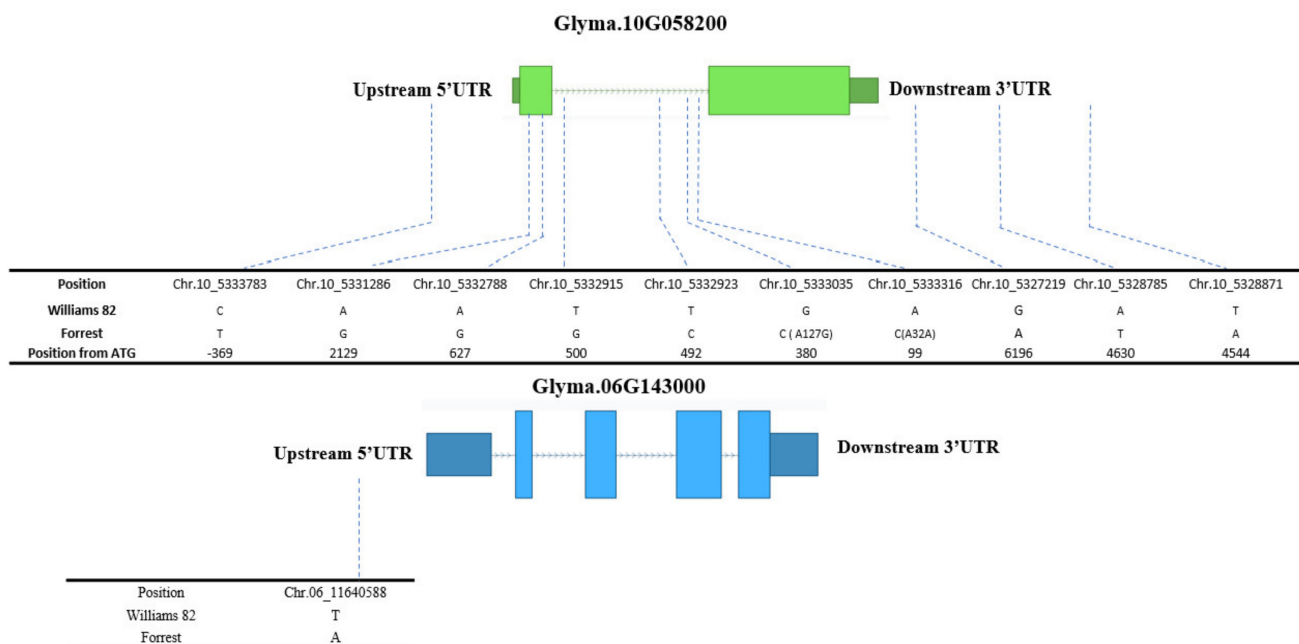 Glyma.10G058200
Upstream 5’UTR Downstream 3’UTR
Position Chr.10_5333783 Chr.10_5331286 Chr.10_5332788 Chr.10_5332915 Chr.10_5332923 Chr.10_5333035 Chr.10_5333316 Chr.10_5327219 Chr.10_5328785 Chr.10_5328871
Williams 82 C A A T T G A G A T
Forrest T G G G C C ( A127G) C(A32A) A T A
Position from ATG -369 2129 627 500 492 380 99 6196 4630 4544
Glyma.06G143000
Upstream 5’UTR Downstream 3’UTR
Position Chr.06_11640588
Williams 82 T
Forrest A